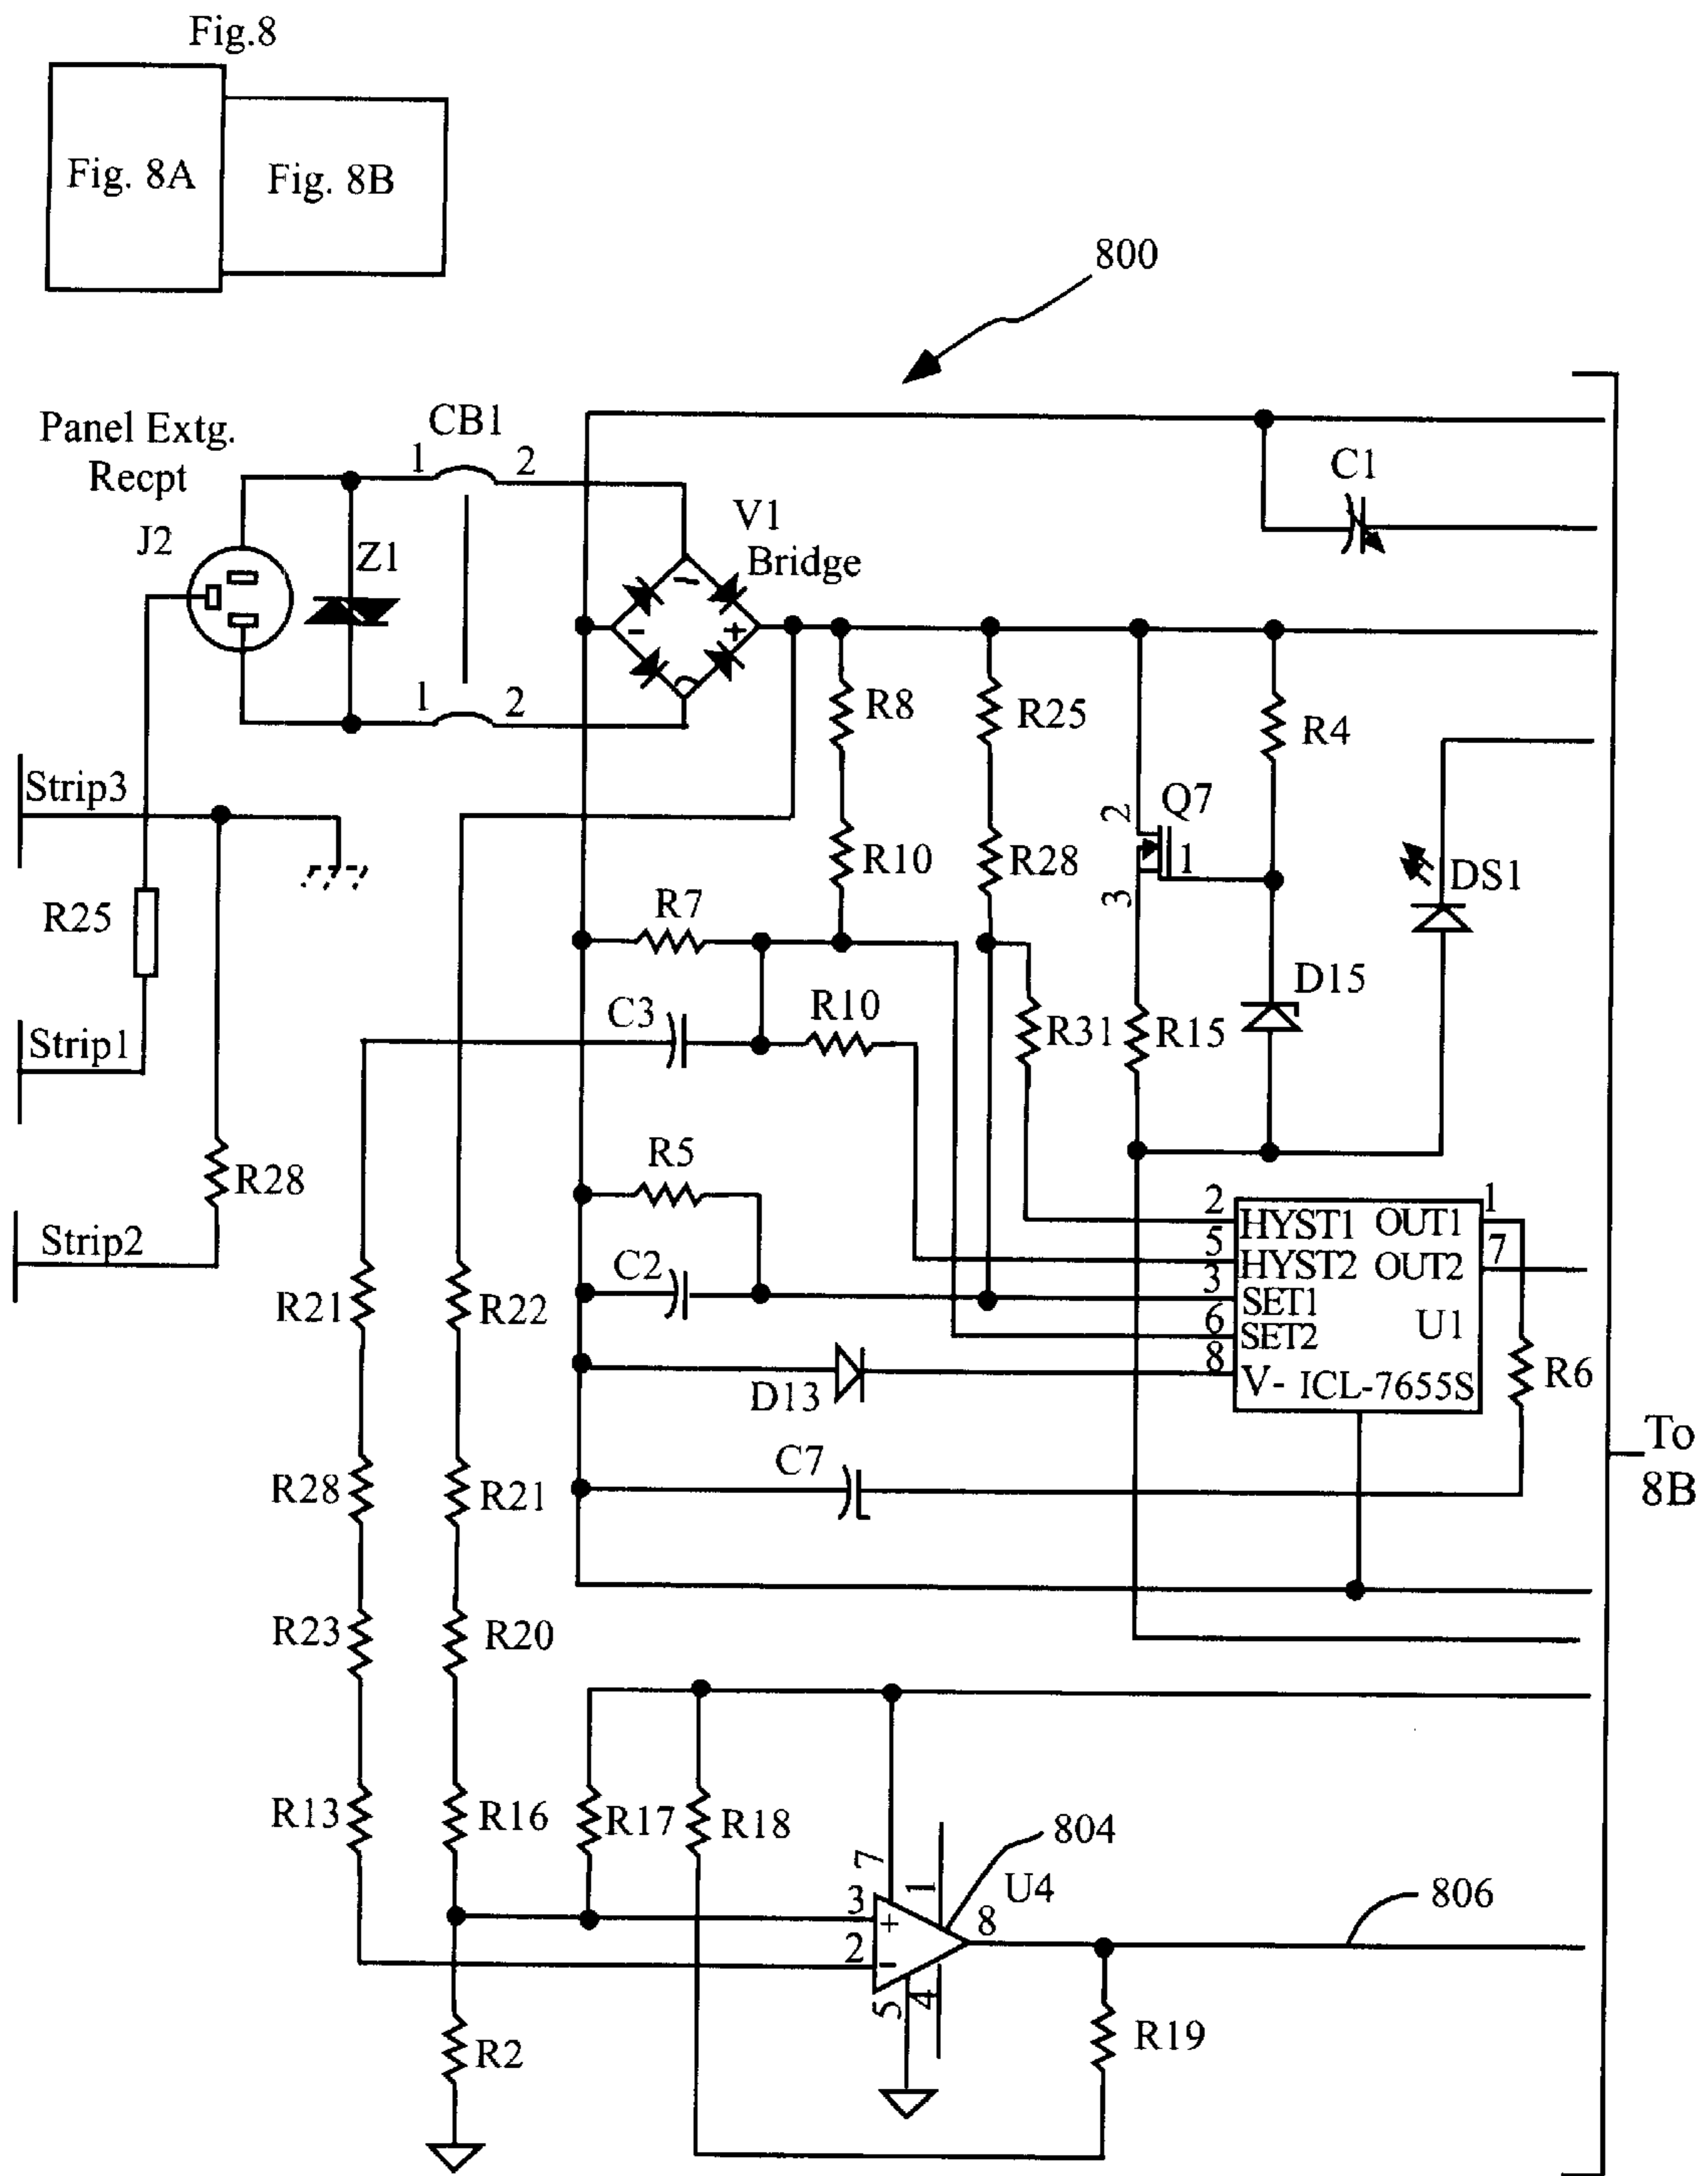 Fig.8
Fig. 8A
Fig. 8B
800
Panel Extg.
Recpt
CB1
1
2
C1
J2
Z1
V1
Bridge
-
+
1
2
R8
R25
R4
Strip3
Q7
2
1
3
R10
R28
DS1
R25
R7
D15
C3
R10
R31
R15
Strip1
R5
R28
Strip2
C2
2
HYST1
OUT1
1
5
HYST2
OUT2
7
3
SET1
6
SET2
U1
8
V-
ICL-7655S
R6
R21
R22
D13
C7
To
8B
R28
R21
R23
R20
R13
R16
R17
R18
804
7
1
U4
3
+
8
806
2
-
5
4
R2
R19